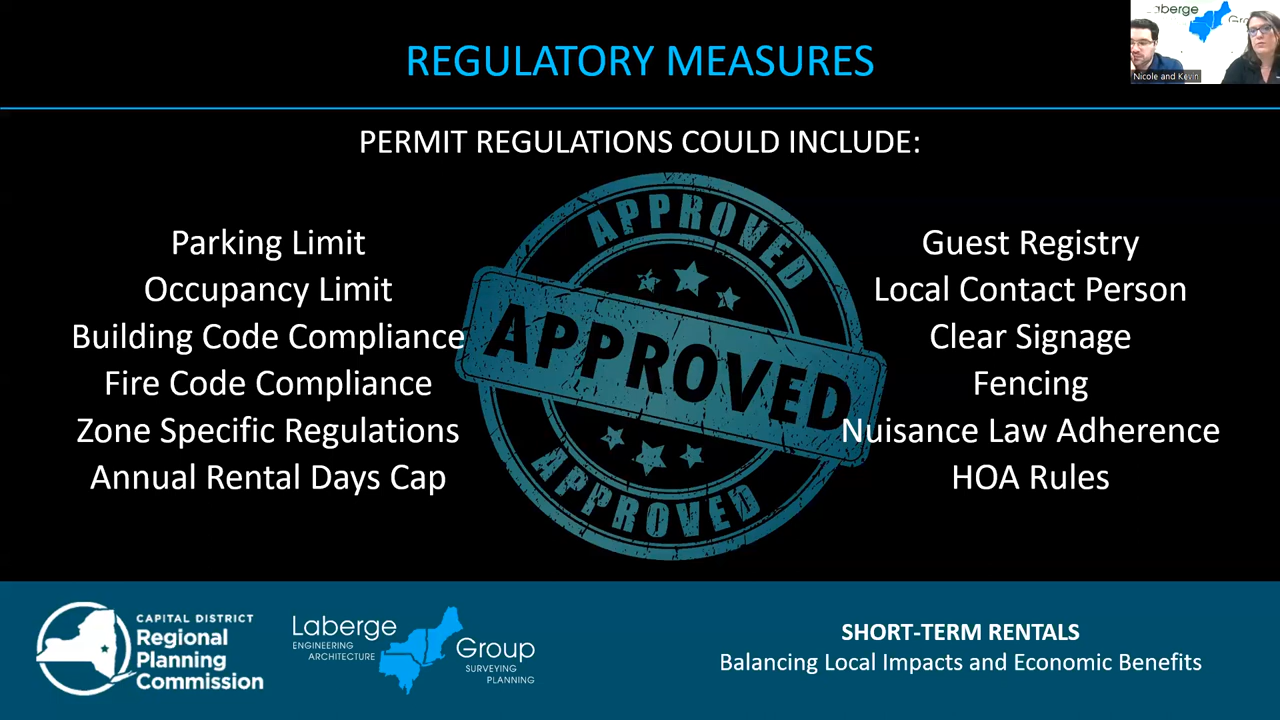 REGULATORY MEASURES
Laberge
Nicole and Kevin
PERMIT REGULATIONS COULD INCLUDE:
Parking Limit
Occupancy Limit
Building Code Compliance
Fire Code Compliance
Zone Specific Regulations
Annual Rental Days Cap
APPROVED
APPROVED
APPROVED
Guest Registry
Local Contact Person
Clear Signage
Fencing
Nuisance Law Adherence
HOA Rules
CAPITAL DISTRICT
Regional
Planning
Commission
Laberge
ENGINEERING
ARCHITECTURE
Group
SURVEYING
PLANNING
SHORT-TERM RENTALS
Balancing Local Impacts and Economic Benefits